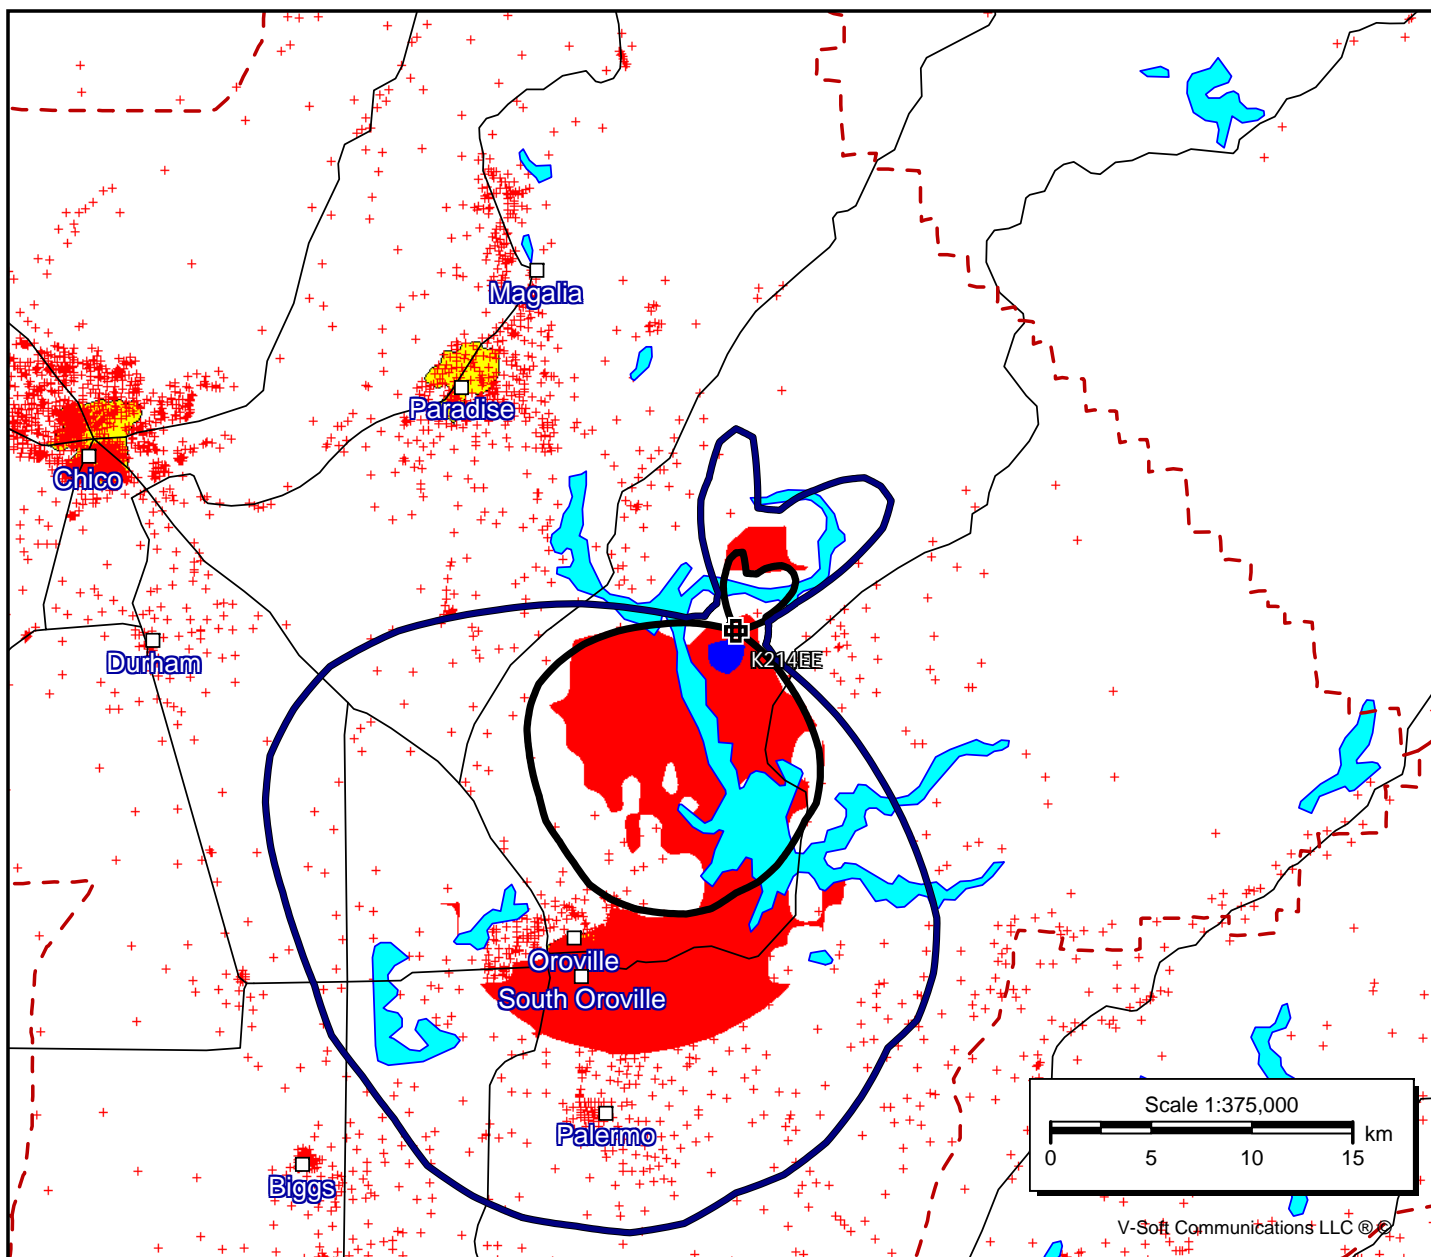 Magalia
Paradise
Chico
Durham
K214EE
Oroville
South Oroville
Palermo
Biggs
Scale 1:375,000
km
0 5 10 15
V-Soft Communications LLC ® ©